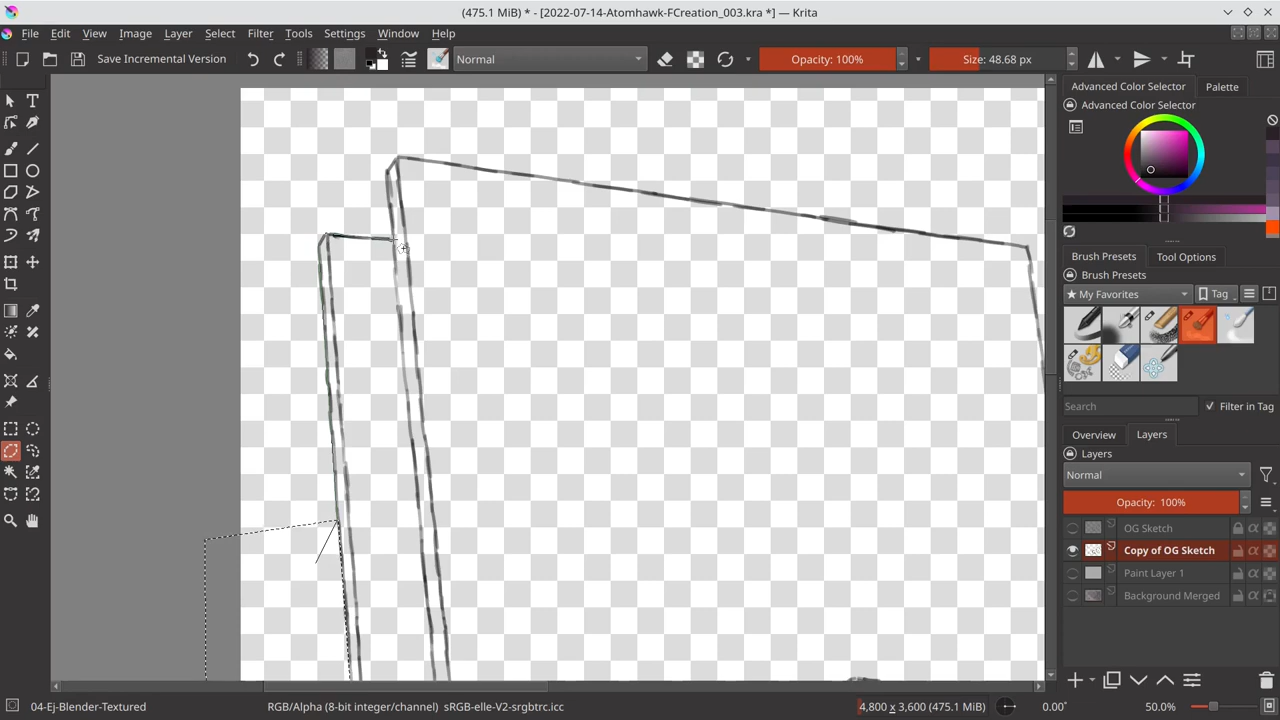 (475.1 MiB) * - [2022-07-14-Atomhawk-FCreation_003.kra *] — Krita
File Edit View Image Layer Select Filter Tools Settings Window Help
Save Incremental Version
Normal
Opacity: 100%
Size: 48.68 px
Advanced Color Selector
Palette
Advanced Color Selector
Brush Presets
Tool Options
Brush Presets
★ My Favorites
Tag
Search
Filter in Tag
Overview
Layers
Layers
Normal
Opacity: 100%
OG Sketch
Copy of OG Sketch
Paint Layer 1
Background Merged
04-Ej-Blender-Textured
RGB/Alpha (8-bit integer/channel) sRGB-elle-V2-srgbtrc.icc
4,800 x 3,600 (475.1 MiB)
0.00°
50.0%